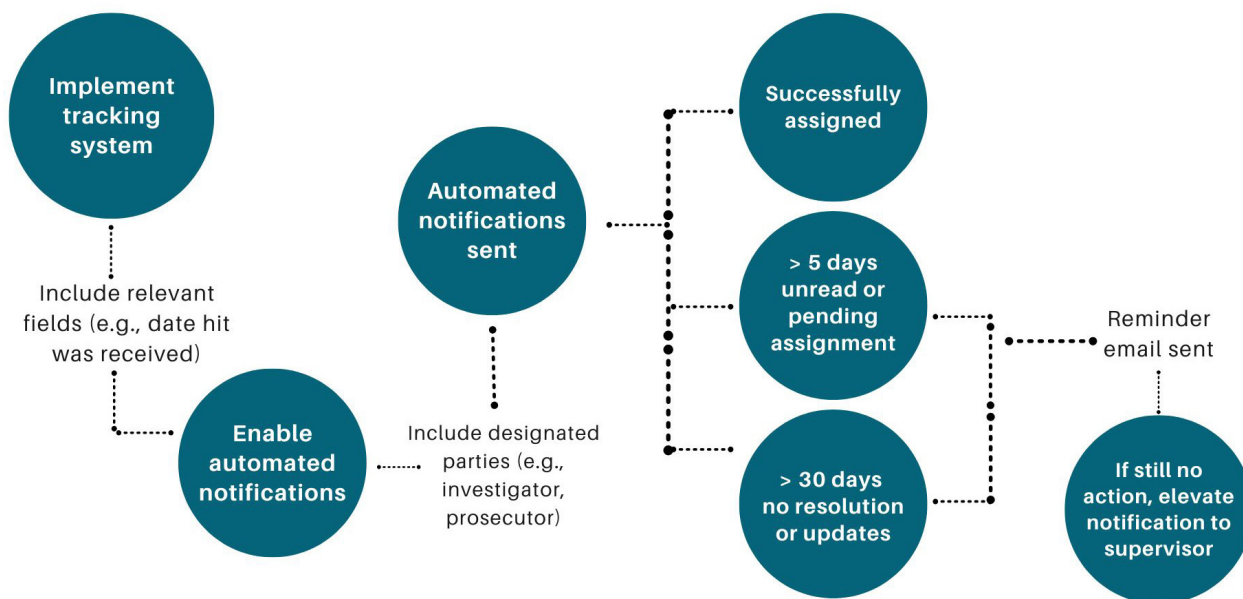 Implement
tracking
system
Include relevant
fields (e.g., date hit
was received)
Enable
automated
notifications
Include designated
parties (e.g.,
investigator,
prosecutor)
Automated
notifications
sent
Successfully
assigned
> 5 days
unread or
pending
assignment
> 30 days
no resolution
or updates
Reminder
email sent
If still no
action, elevate
notification to
supervisor